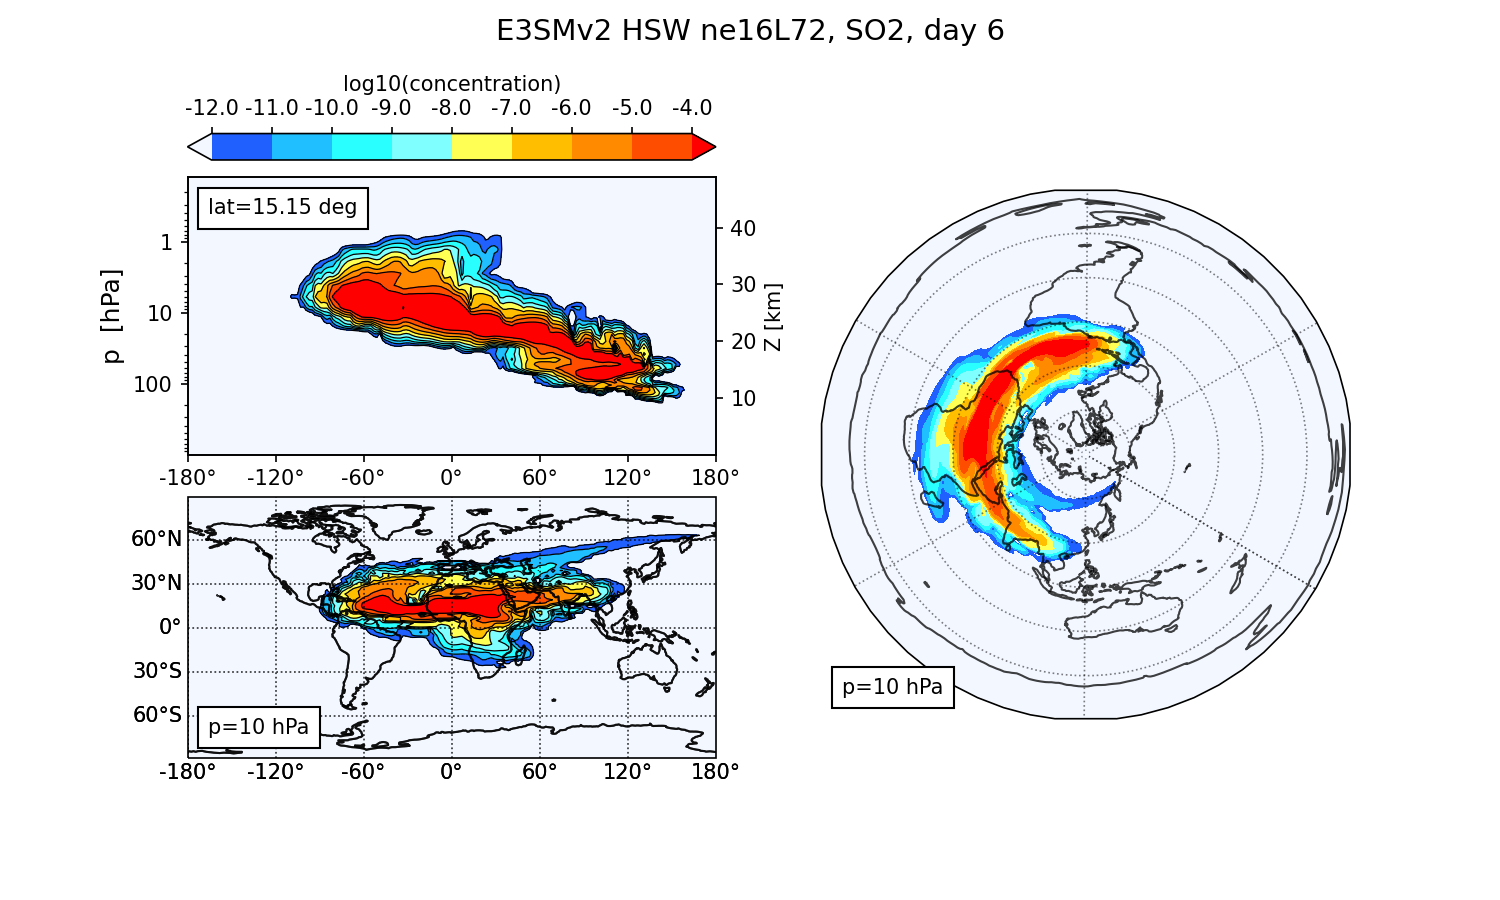 E3SMv2 HSW ne16L72, SO2, day 6
log10(concentration)
-12.0 -11.0 -10.0 -9.0 -8.0 -7.0 -6.0 -5.0 -4.0
lat=15.15 deg
p [hPa]
1
10
100
Z [km]
40
30
20
10
-180° -120° -60° 0° 60° 120° 180°
60°N
30°N
0°
30°S
60°S
p=10 hPa
-180° -120° -60° 0° 60° 120° 180°
p=10 hPa